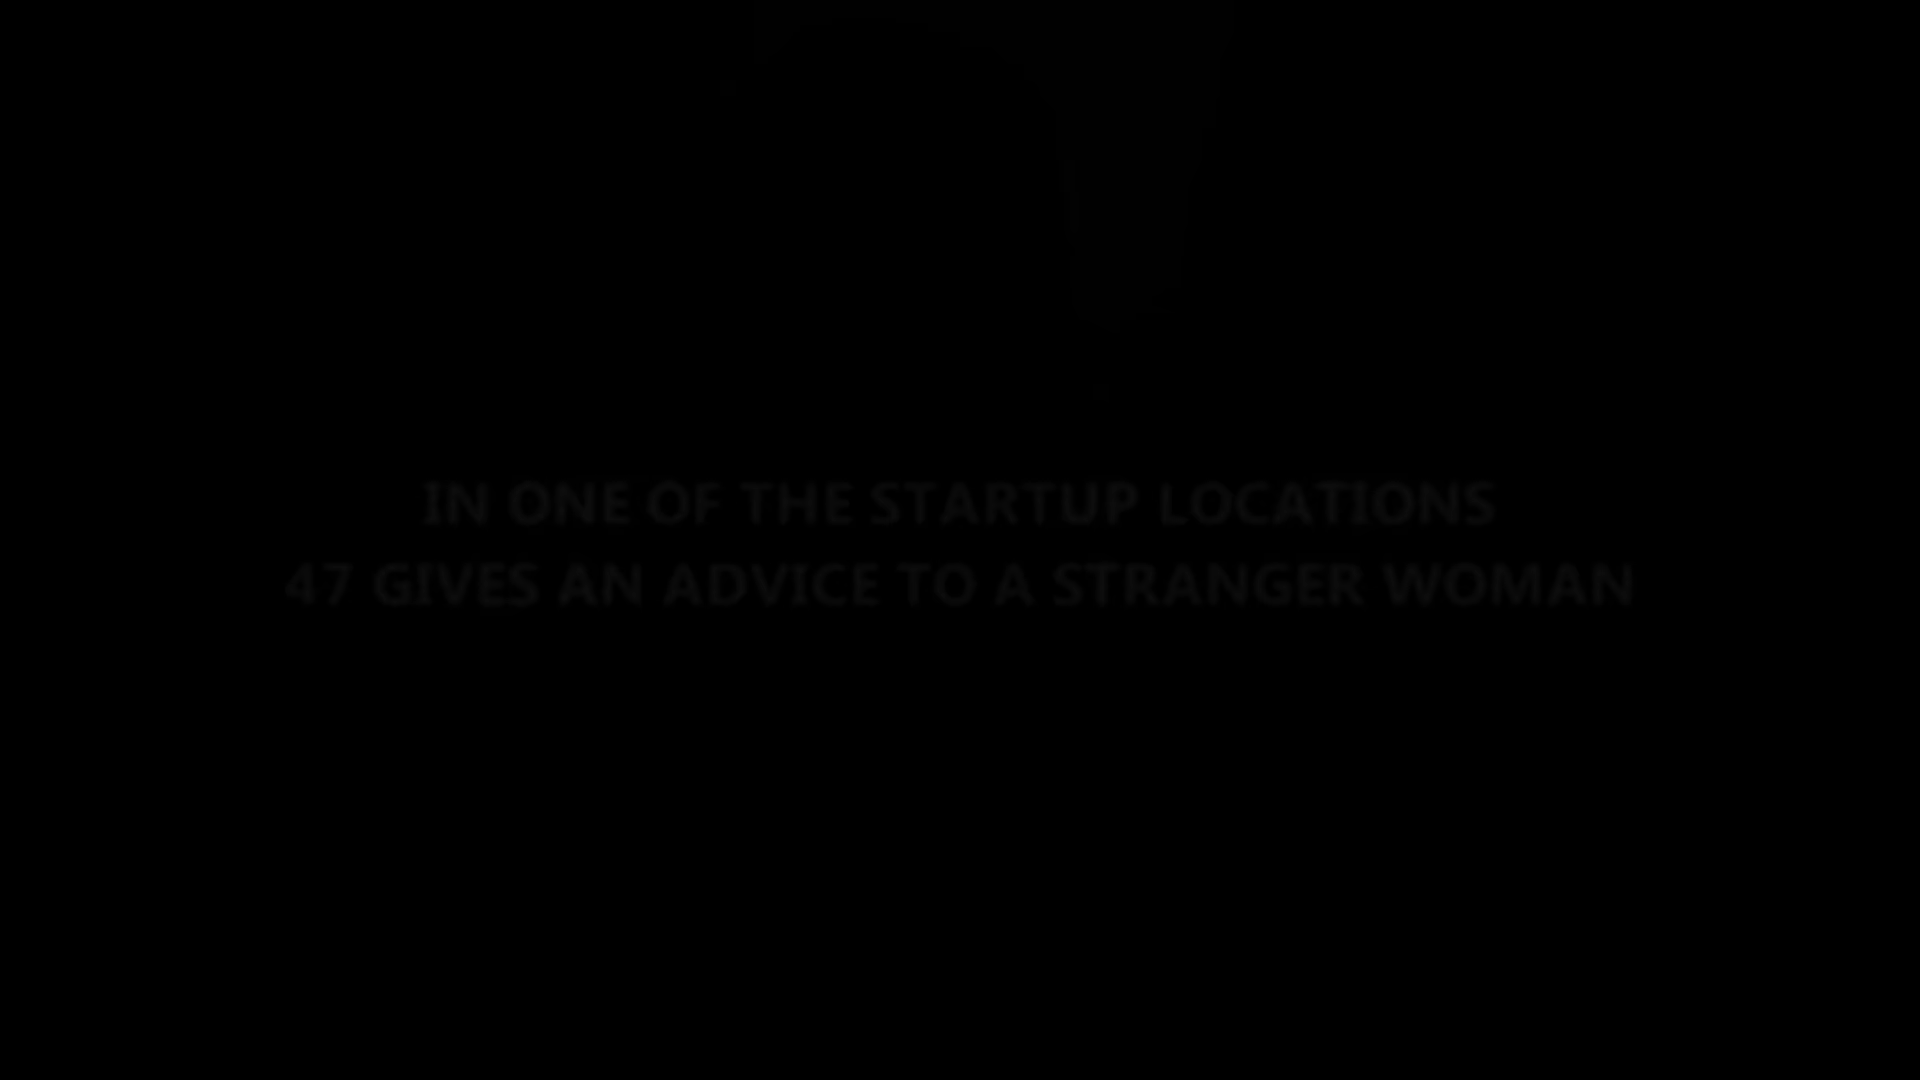 IN ONE OF THE STARTUP LOCATIONS
47 GIVES AN ADVICE TO A STRANGER WOMAN